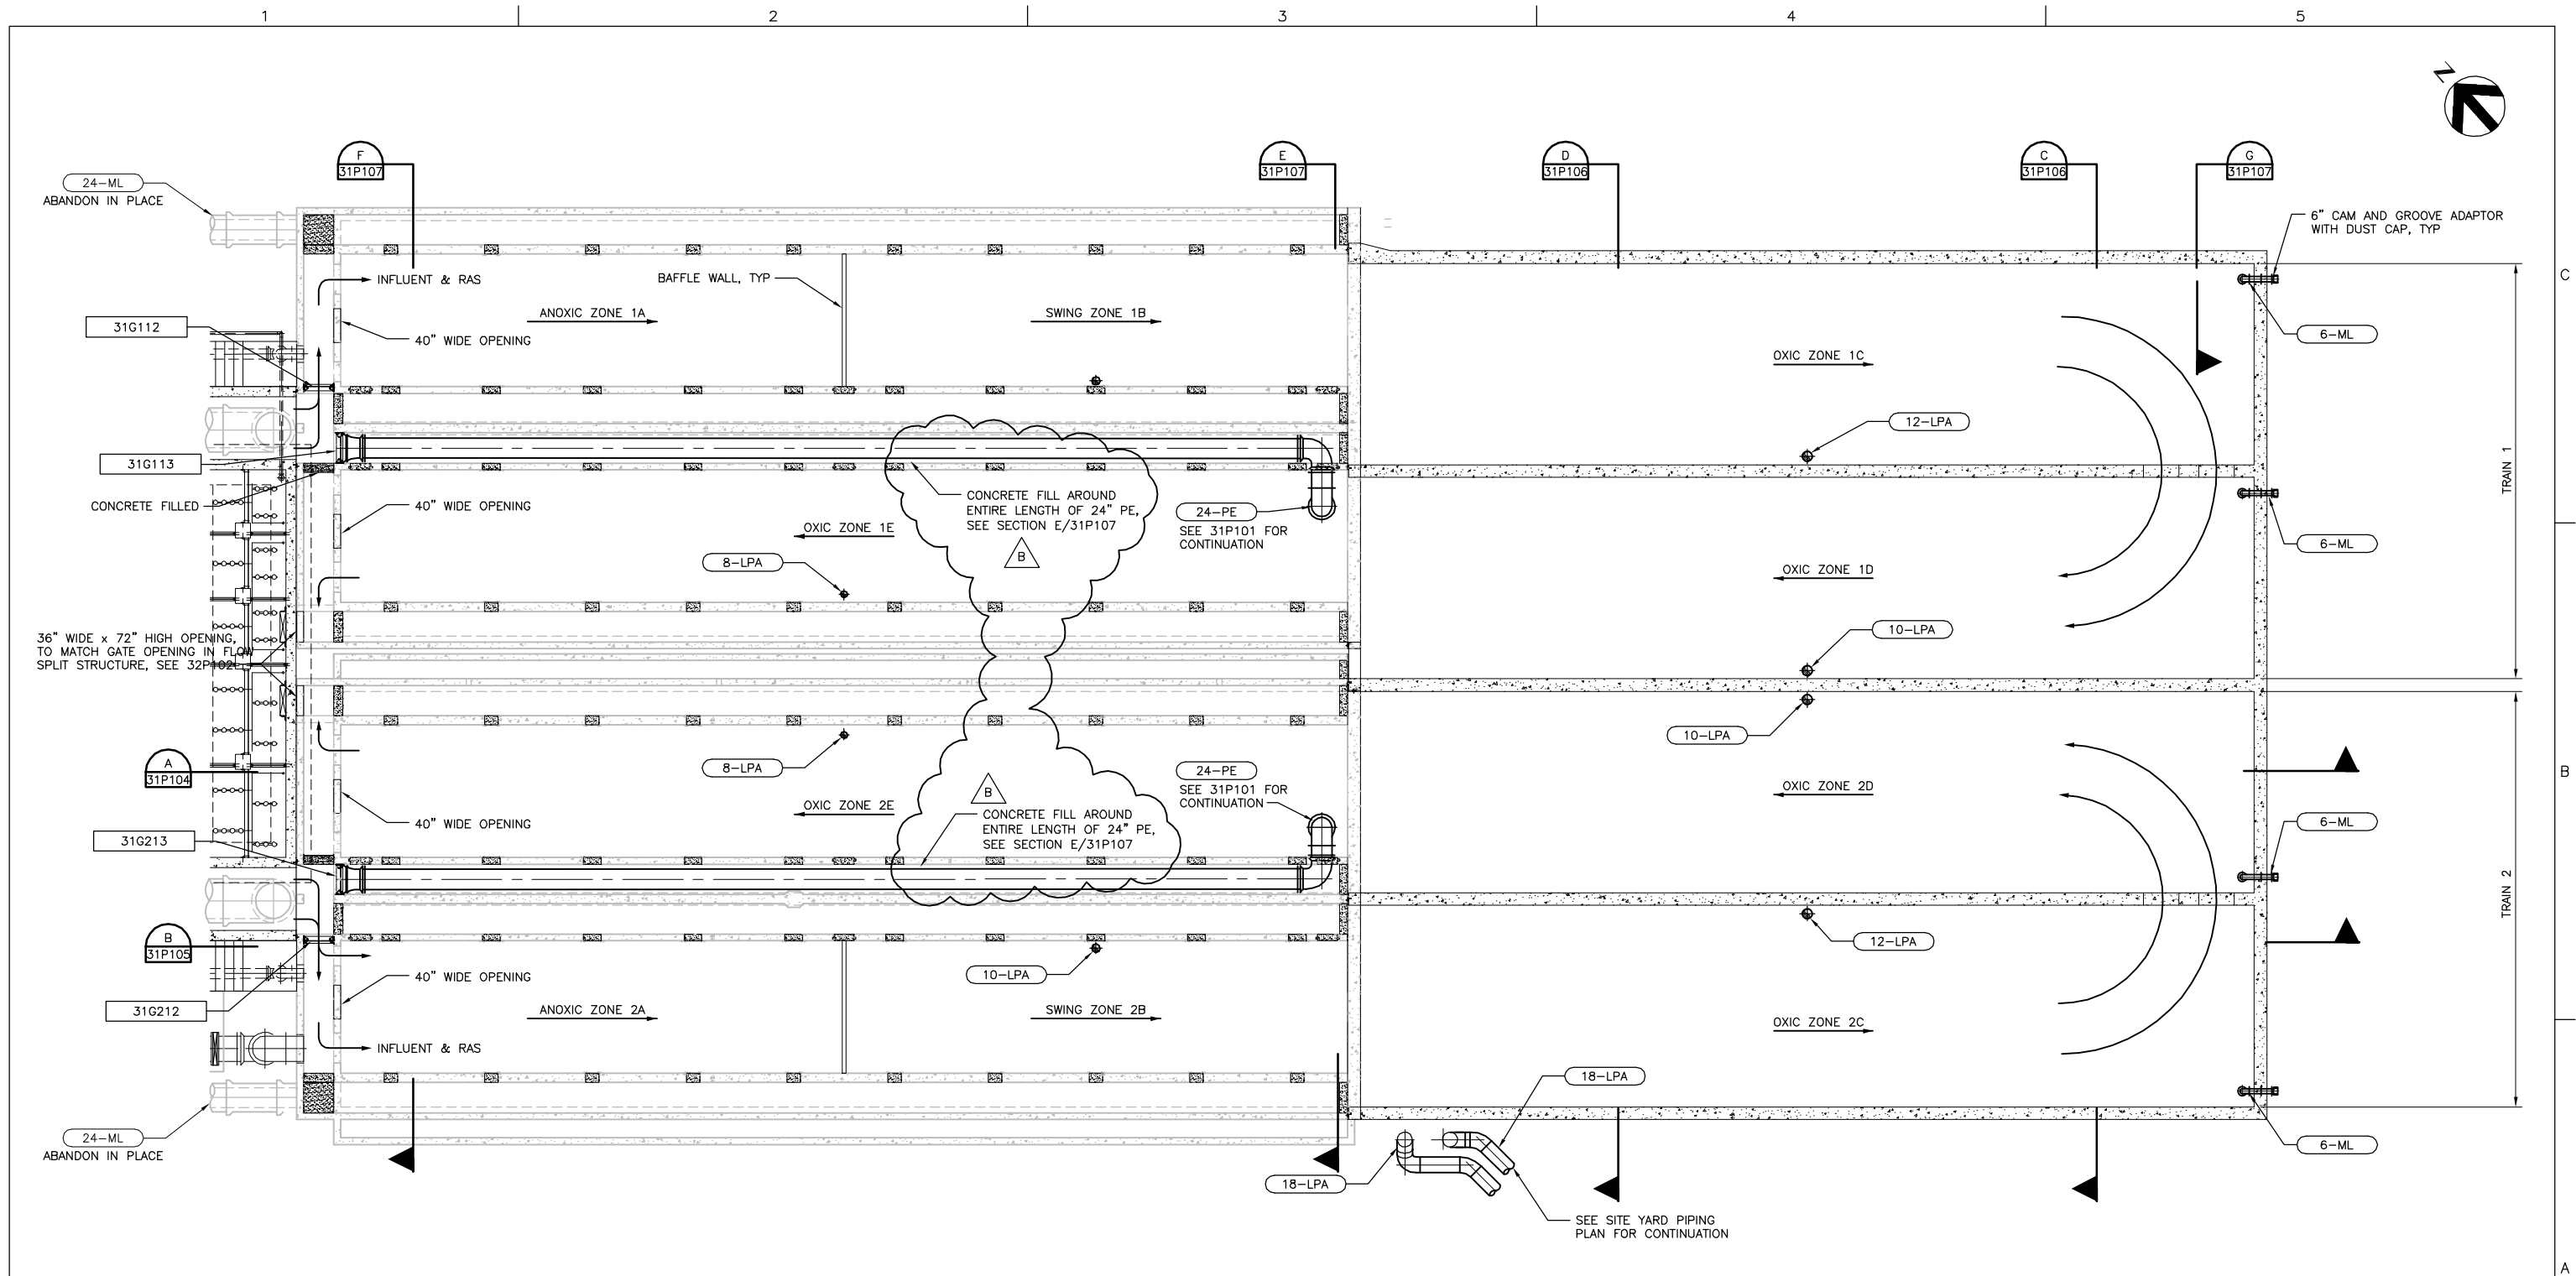 1 2 3 4 5
N
F
31P107
E
31P107
D
31P106
C
31P106
G
31P107
24-ML
ABANDON IN PLACE
6" CAM AND GROOVE ADAPTOR
WITH DUST CAP, TYP
C
INFLUENT & RAS
BAFFLE WALL, TYP
ANOXIC ZONE 1A
SWING ZONE 1B
31G112
40" WIDE OPENING
6-ML
OXIC ZONE 1C
12-LPA
31G113
TRAIN 1
CONCRETE FILLED
40" WIDE OPENING
CONCRETE FILL AROUND
ENTIRE LENGTH OF 24" PE,
SEE SECTION E/31P107
B
24-PE
SEE 31P101 FOR
CONTINUATION
OXIC ZONE 1E
6-ML
8-LPA
OXIC ZONE 1D
36" WIDE x 72" HIGH OPENING,
TO MATCH GATE OPENING IN FLOW
SPLIT STRUCTURE, SEE 32P102
10-LPA
10-LPA
8-LPA
A
31P104
24-PE
SEE 31P101 FOR
CONTINUATION
B
B
OXIC ZONE 2D
OXIC ZONE 2E
CONCRETE FILL AROUND
ENTIRE LENGTH OF 24" PE,
SEE SECTION E/31P107
40" WIDE OPENING
6-ML
31G213
TRAIN 2
B
31P105
12-LPA
10-LPA
40" WIDE OPENING
31G212
ANOXIC ZONE 2A
SWING ZONE 2B
OXIC ZONE 2C
INFLUENT & RAS
18-LPA
24-ML
ABANDON IN PLACE
6-ML
18-LPA
SEE SITE YARD PIPING
PLAN FOR CONTINUATION
A